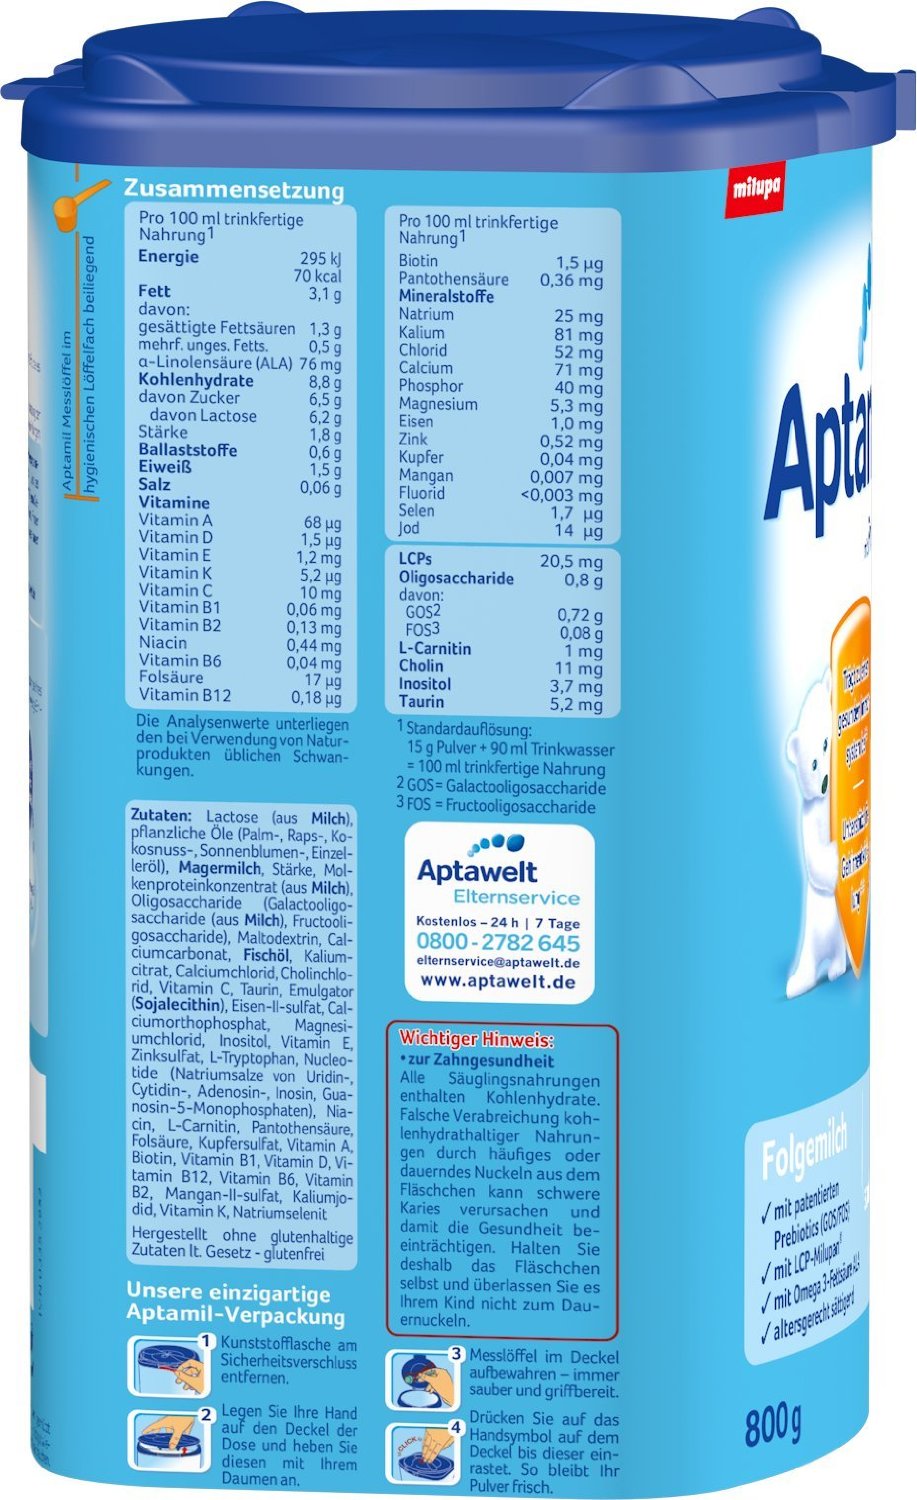 Aptamil Messlöffel im
hygienischen Löffelfach beiliegend
Zusammensetzung
Pro 100 ml trinkfertige
Nahrung1
Energie 295 kJ
70 kcal
Fett 3,1 g
davon:
gesättigte Fettsäuren 1,3 g
mehrf. unges. Fetts. 0,5 g
α-Linolensäure (ALA) 76 mg
Kohlenhydrate 8,8 g
davon Zucker 6,5 g
davon Lactose 6,2 g
Stärke 1,8 g
Ballaststoffe 0,6 g
Eiweiß 1,5 g
Salz 0,06 g
Vitamine
Vitamin A 68 µg
Vitamin D 1,5 µg
Vitamin E 1,2 mg
Vitamin K 5,2 µg
Vitamin C 10 mg
Vitamin B1 0,06 mg
Vitamin B2 0,13 mg
Niacin 0,44 mg
Vitamin B6 0,04 mg
Folsäure 17 µg
Vitamin B12 0,18 µg
Die Analysenwerte unterliegen
den bei Verwendung von Natur-
produkten üblichen Schwan-
kungen.
Zutaten: Lactose (aus Milch),
pflanzliche Öle (Palm-, Raps-, Ko-
kosnuss-, Sonnenblumen-, Einzel-
leröl), Magermilch, Stärke, Mol-
kenproteinkonzentrat (aus Milch),
Oligosaccharide (Galactooligo-
saccharide (aus Milch), Fructooli-
gosaccharide), Maltodextrin, Cal-
ciumcarbonat, Fischöl, Kalium-
citrat, Calciumchlorid, Cholinchlo-
rid, Vitamin C, Taurin, Emulgator
(Sojalecithin), Eisen-II-sulfat, Cal-
ciumorthophosphat, Magnesi-
umchlorid, Inositol, Vitamin E,
Zinksulfat, L-Tryptophan, Nucleo-
tide (Natriumsalze von Uridin-,
Cytidin-, Adenosin-, Inosin, Gua-
nosin-5-Monophosphaten), Nia-
cin, L-Carnitin, Pantothensäure,
Folsäure, Kupfersulfat, Vitamin A,
Biotin, Vitamin B1, Vitamin D, Vi-
tamin B12, Vitamin B6, Vitamin
B2, Mangan-II-sulfat, Kaliumjo-
did, Vitamin K, Natriumselenit
Hergestellt ohne glutenhaltige
Zutaten lt. Gesetz - glutenfrei
Unsere einzigartige
Aptamil-Verpackung
1 Kunststofflasche am
Sicherheitsverschluss
entfernen.
2 Legen Sie Ihre Hand
auf den Deckel der
Dose und heben Sie
diesen mit Ihrem
Daumen an.
Pro 100 ml trinkfertige
Nahrung1
Biotin 1,5 µg
Pantothensäure 0,36 mg
Mineralstoffe
Natrium 25 mg
Kalium 81 mg
Chlorid 52 mg
Calcium 71 mg
Phosphor 40 mg
Magnesium 5,3 mg
Eisen 1,0 mg
Zink 0,52 mg
Kupfer 0,04 mg
Mangan 0,007 mg
Fluorid <0,003 mg
Selen 1,7 µg
Jod 14 µg
LCPs 20,5 mg
Oligosaccharide 0,8 g
davon:
GOS2 0,72 g
FOS3 0,08 g
L-Carnitin 1 mg
Cholin 11 mg
Inositol 3,7 mg
Taurin 5,2 mg
1 Standardauflösung:
15 g Pulver + 90 ml Trinkwasser
= 100 ml trinkfertige Nahrung
2 GOS= Galactooligosaccharide
3 FOS = Fructooligosaccharide
Aptawelt
Elternservice
Kostenlos – 24 h | 7 Tage
0800 - 2782 645
elternservice@aptawelt.de
www.aptawelt.de
Wichtiger Hinweis:
• zur Zahngesundheit
Alle Säuglingsnahrungen
enthalten Kohlenhydrate.
Falsche Verabreichung koh-
lenhydrathaltiger Nahrun-
gen durch häufiges oder
dauerndes Nuckeln aus dem
Fläschchen kann schwere
Karies verursachen und
damit die Gesundheit be-
einträchtigen. Halten Sie
deshalb das Fläschchen
selbst und überlassen Sie es
Ihrem Kind nicht zum Dau-
ernuckeln.
3 Messlöffel im Deckel
aufbewahren – immer
sauber und griffbereit.
CLICK
4 Drücken Sie auf das
Handsymbol auf dem
Deckel bis dieser ein-
rastet. So bleibt Ihr
Pulver frisch.
milupa
Apta
Folgemilch
✓ mit patentierten
Prebiotics (GOS/FOS)
✓ mit LCP-Milupan
✓ mit Omega 3-Fettsäure ALA
✓ altersgerecht sättigend
800g